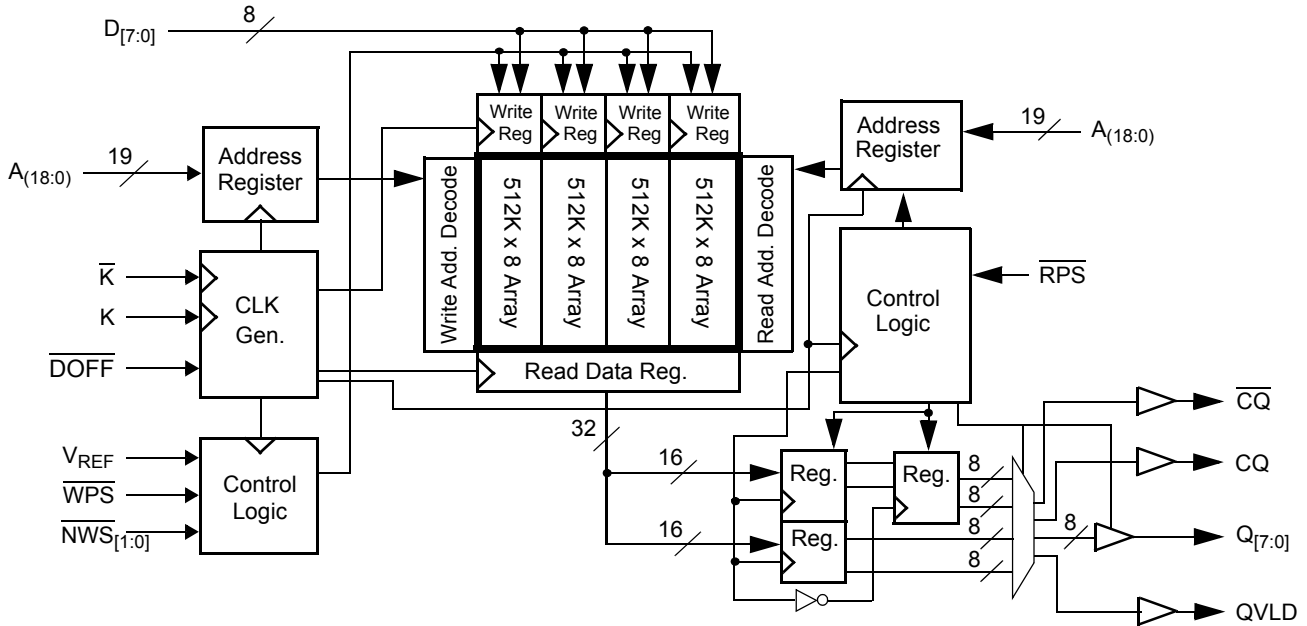 D[7:0]
8
Write Reg
Write Reg
Write Reg
Write Reg
A(18:0)
19
Address
Register
Write Add. Decode
512K x 8 Array
512K x 8 Array
512K x 8 Array
512K x 8 Array
Read Add. Decode
Address
Register
19
A(18:0)
K
K
DOFF
CLK
Gen.
Read Data Reg.
Control
Logic
RPS
VREF
WPS
NWS[1:0]
Control
Logic
32
16
Reg.
16
Reg.
Reg.
8
8
8
8
8
CQ
CQ
Q[7:0]
QVLD